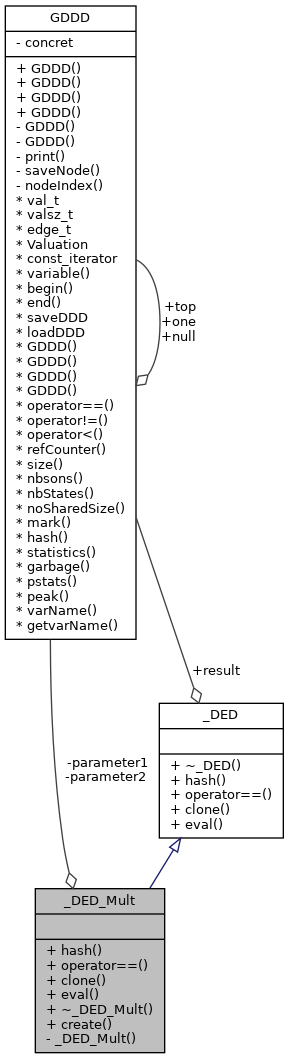 GDDD
- concret
+ GDDD()
+ GDDD()
+ GDDD()
+ GDDD()
- GDDD()
- GDDD()
- print()
- saveNode()
- nodeIndex()
* val_t
* valsz_t
* edge_t
* Valuation
* const_iterator
* variable()
* begin()
* end()
* saveDDD
* loadDDD
* GDDD()
* GDDD()
* GDDD()
* GDDD()
* operator==()
* operator!=()
* operator<()
* refCounter()
* size()
* nbsons()
* nbStates()
* noSharedSize()
* mark()
* hash()
* statistics()
* garbage()
* pstats()
* peak()
* varName()
* getvarName()
+top
+one
+null
+result
_DED
+ ~_DED()
+ hash()
+ operator==()
+ clone()
+ eval()
-parameter1
-parameter2
_DED_Mult
+ hash()
+ operator==()
+ clone()
+ eval()
+ ~_DED_Mult()
+ create()
- _DED_Mult()